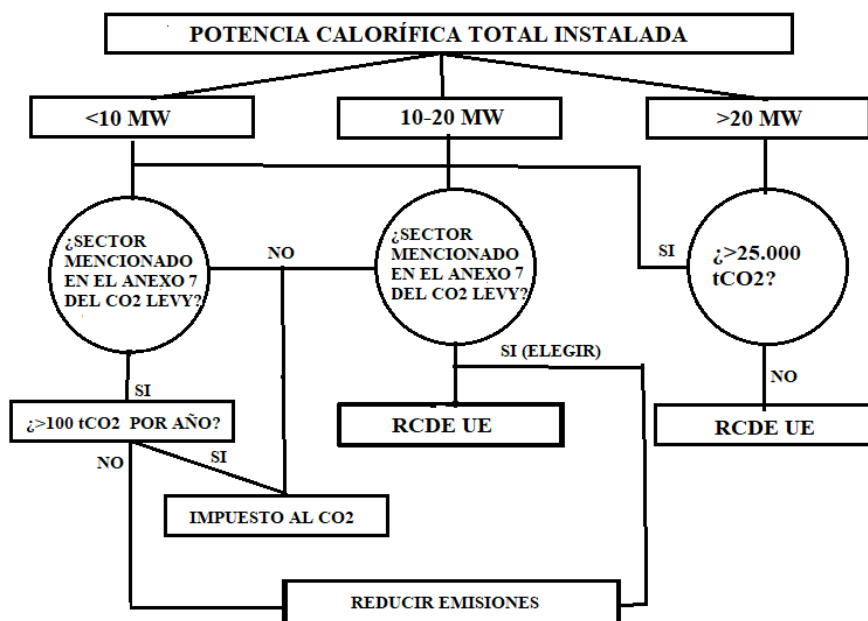 POTENCIA CALORÍFICA TOTAL INSTALADA
<10 MW
10-20 MW
>20 MW
¿SECTOR
MENCIONADO
EN EL ANEXO 7
DEL CO2 LEVY?
NO
¿SECTOR
MENCIONADO
EN EL ANEXO 7
DEL CO2 LEVY?
SI
¿>25.000
tCO2?
SI
SI (ELEGIR)
NO
¿>100 tCO2 POR AÑO?
RCDE UE
RCDE UE
NO
SI
IMPUESTO AL CO2
REDUCIR EMISIONES